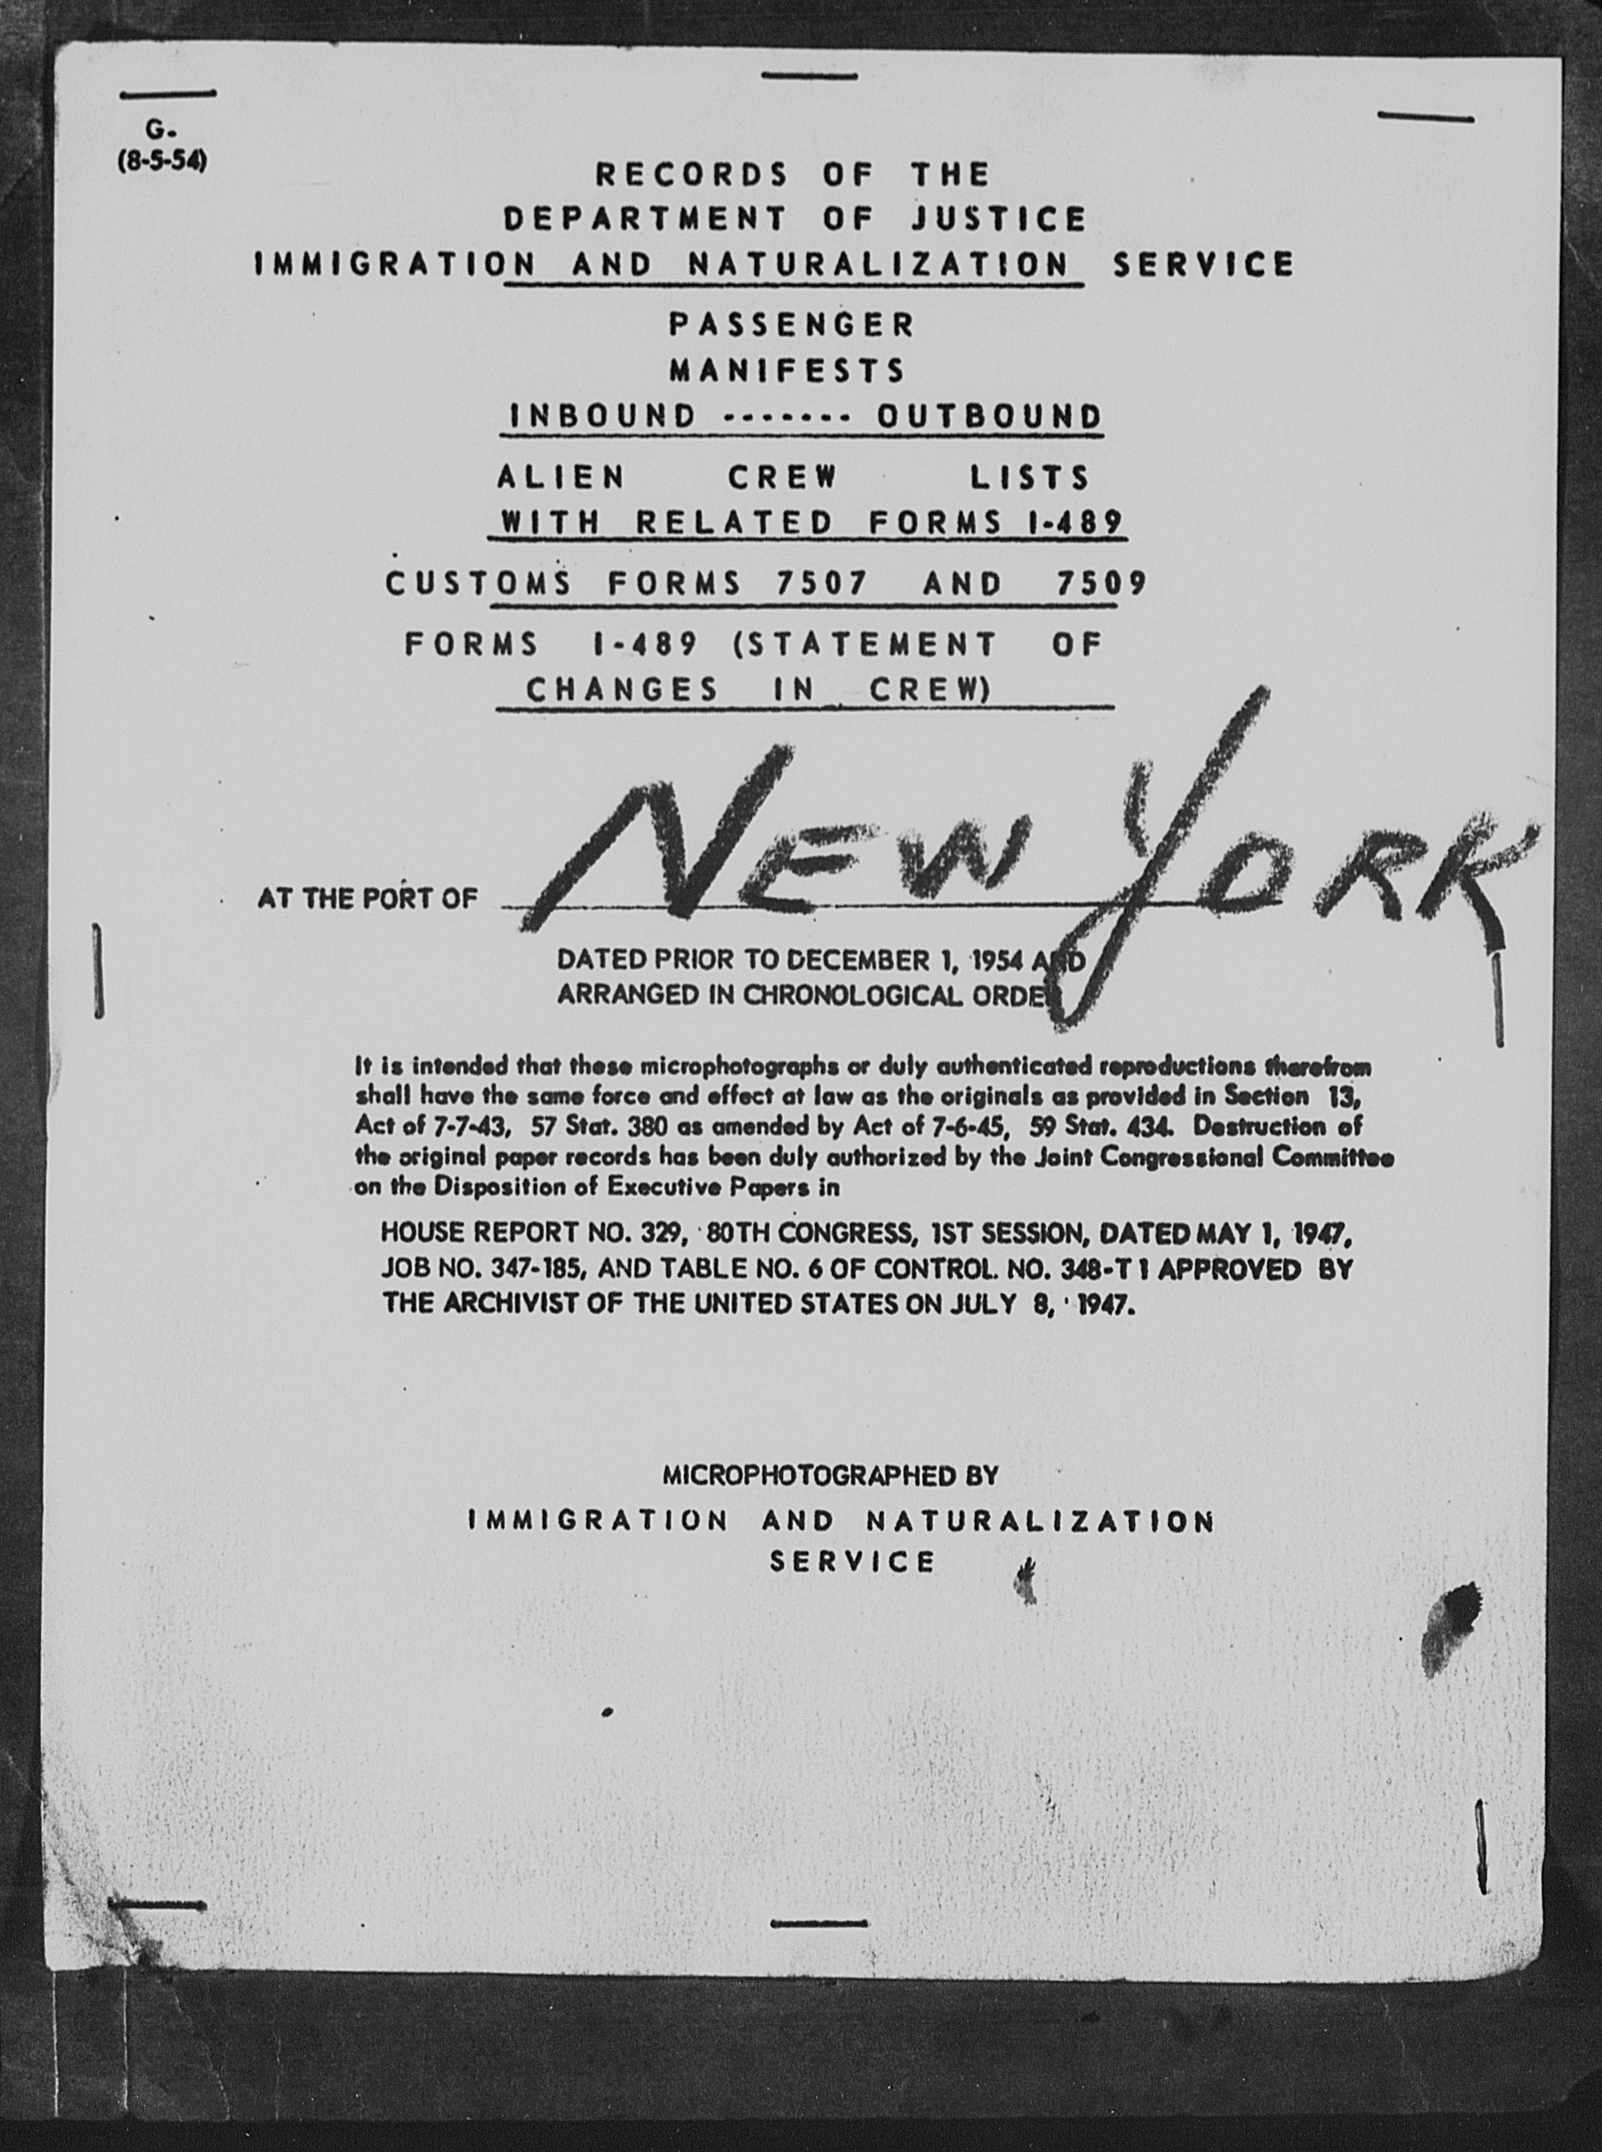 G.
(8-5-54)
RECORDS OF THE
DEPARTMENT OF JUSTICE
IMMIGRATION AND NATURALIZATION SERVICE
PASSENGER
MANIFESTS
INBOUND ------- OUTBOUND
ALIEN CREW LISTS
WITH RELATED FORMS I-489
CUSTOMS FORMS 7507 AND 7509
FORMS I-489 (STATEMENT OF
CHANGES IN CREW)
AT THE PORT OF NEW YORK
DATED PRIOR TO DECEMBER 1, 1954 AND
ARRANGED IN CHRONOLOGICAL ORDER
It is intended that these microphotographs or duly authenticated reproductions therefrom
shall have the same force and effect at law as the originals as provided in Section 13,
Act of 7-7-43, 57 Stat. 380 as amended by Act of 7-6-45, 59 Stat. 434. Destruction of
the original paper records has been duly authorized by the Joint Congressional Committee
on the Disposition of Executive Papers in
HOUSE REPORT NO. 329, 80TH CONGRESS, 1ST SESSION, DATED MAY 1, 1947,
JOB NO. 347-185, AND TABLE NO. 6 OF CONTROL NO. 348-T1 APPROVED BY
THE ARCHIVIST OF THE UNITED STATES ON JULY 8, 1947.
MICROPHOTOGRAPHED BY
IMMIGRATION AND NATURALIZATION
SERVICE